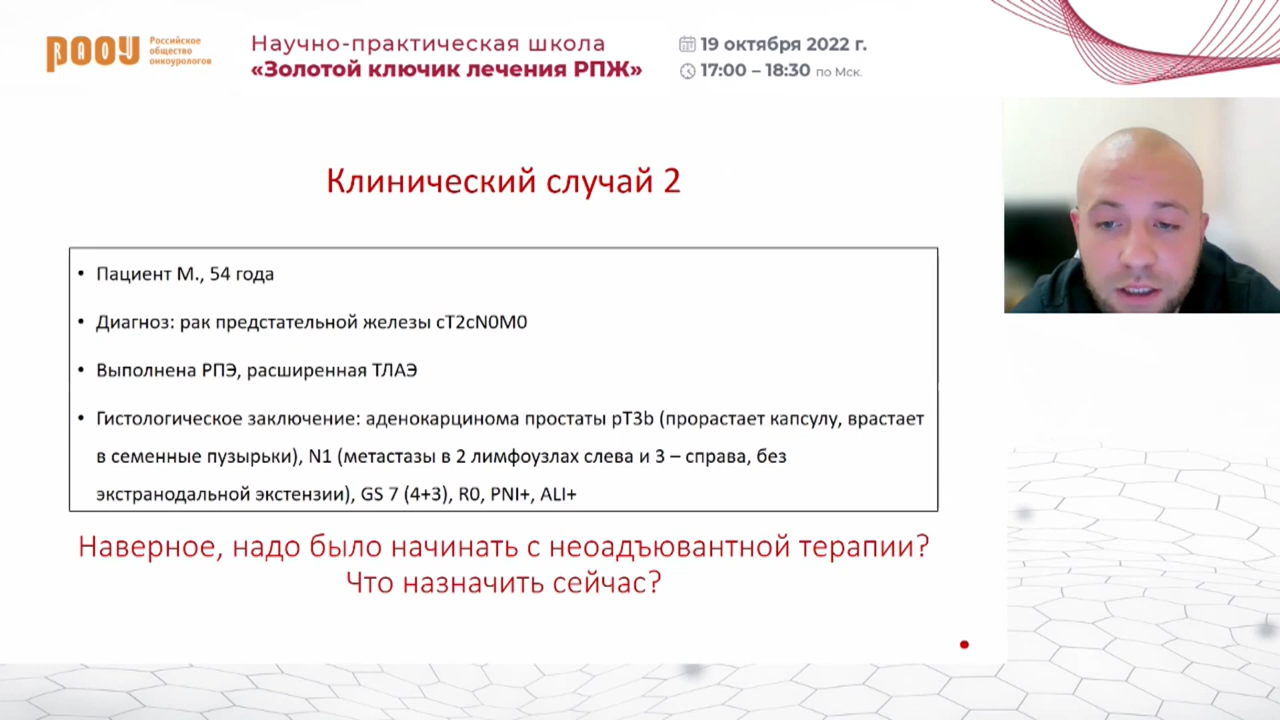 РООУ
RАОУ
Российское
общество
онкоурологов
Научно-практическая школа
«Золотой ключик лечения РПЖ»
19 октября 2022 г.
17:00 – 18:30 по Мск.
Клинический случай 2
• Пациент М., 54 года
• Диагноз: рак предстательной железы cT2cN0M0
• Выполнена РПЭ, расширенная ТЛАЭ
• Гистологическое заключение: аденокарцинома простаты pT3b (прорастает капсулу, врастает
в семенные пузырьки), N1 (метастазы в 2 лимфоузлах слева и 3 – справа, без
экстранодальной экстензии), GS 7 (4+3), R0, PNI+, ALI+
Наверное, надо было начинать с неоадъювантной терапии?
Что назначить сейчас?